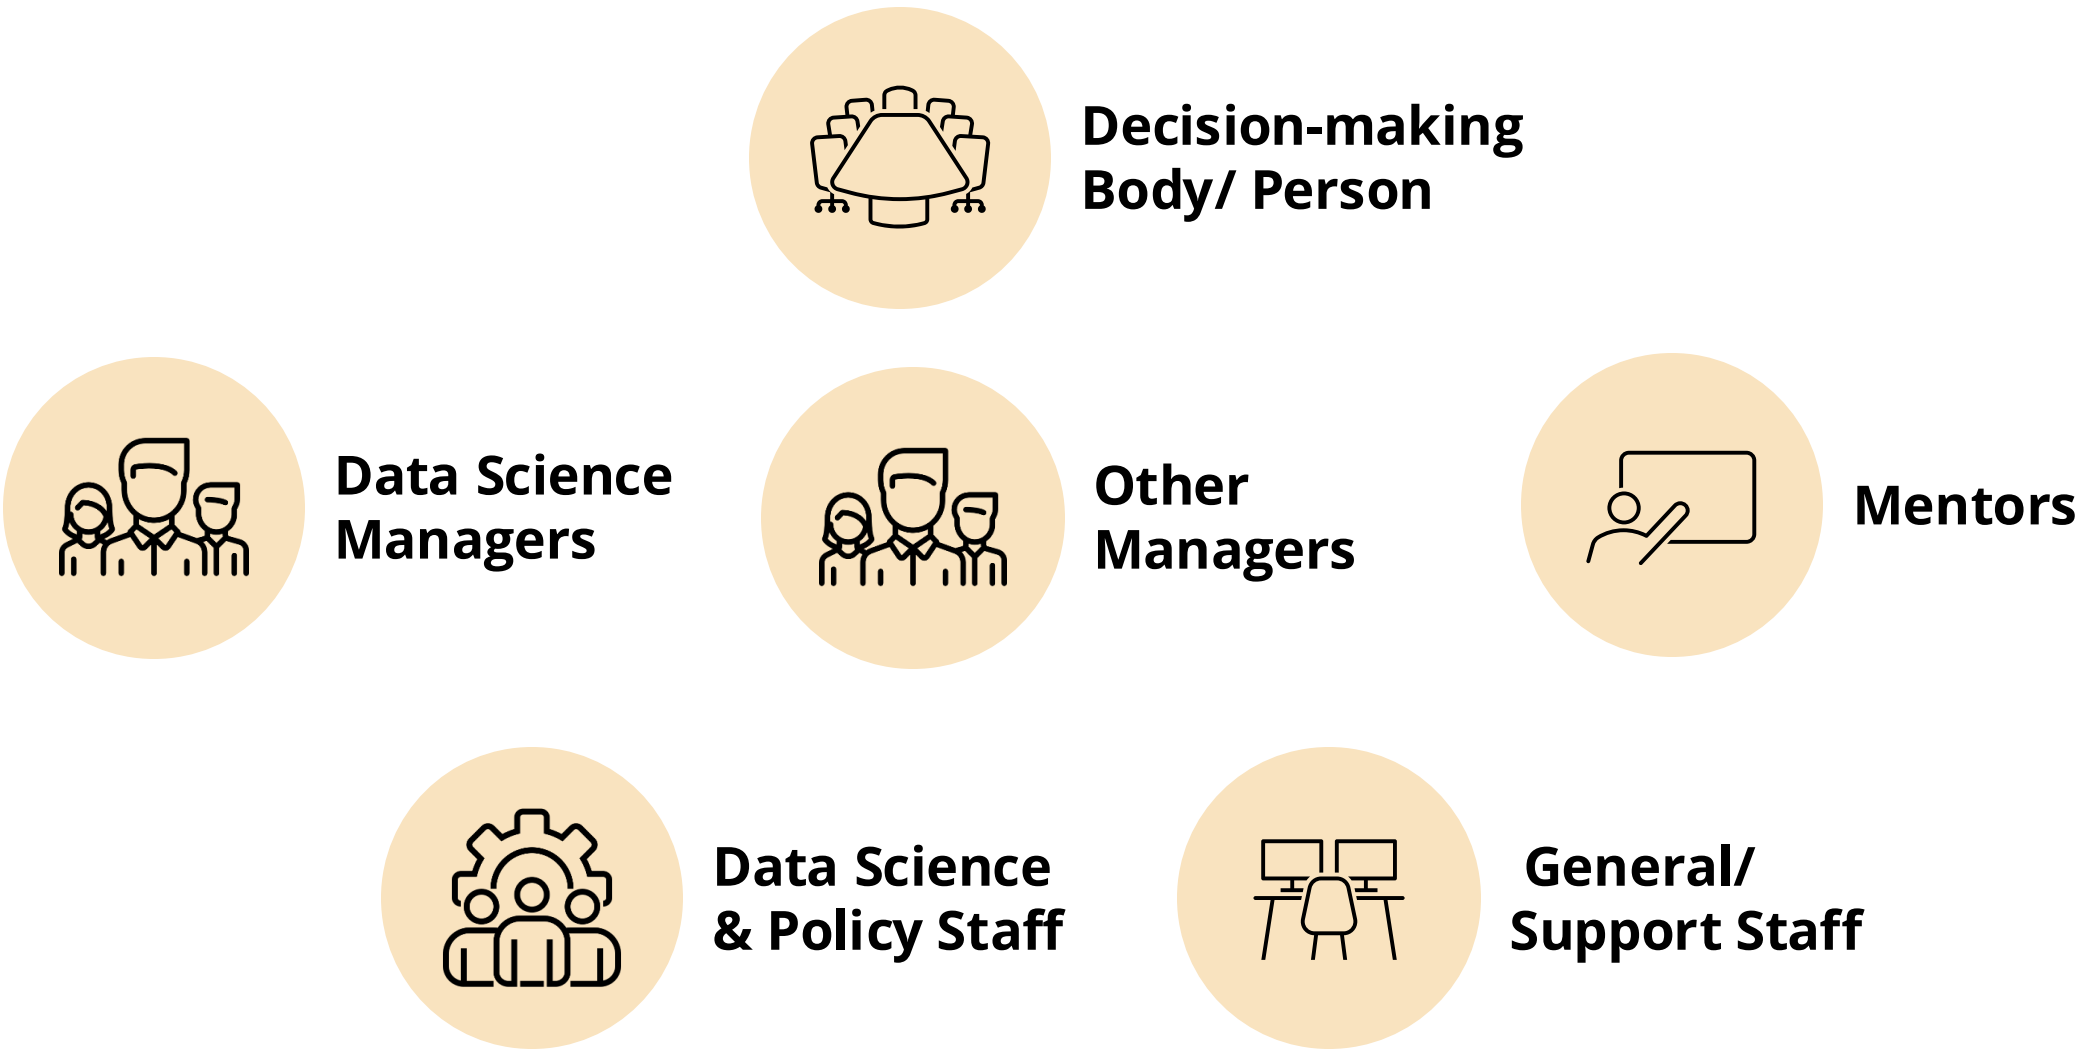 Decision-making
Body/ Person
Data Science
Managers
Other
Managers
Mentors
Data Science
& Policy Staff
General/
Support Staff